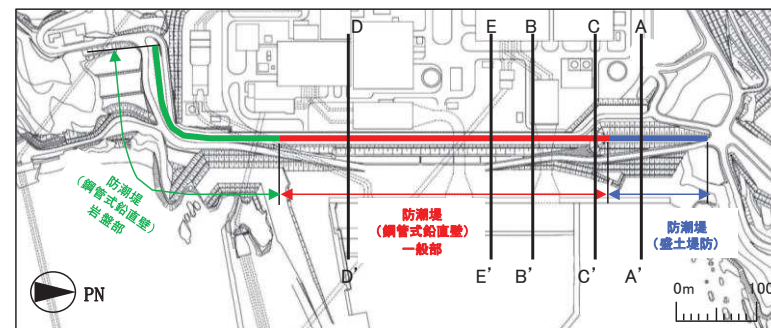 D
E
B
C
A
防潮堤
(鋼管式鉛直壁)
岩盤部
防潮堤
(鋼管式鉛直壁)
一般部
防潮堤
(盛土堤防)
D'
E'
B'
C'
A'
PN
0m
100